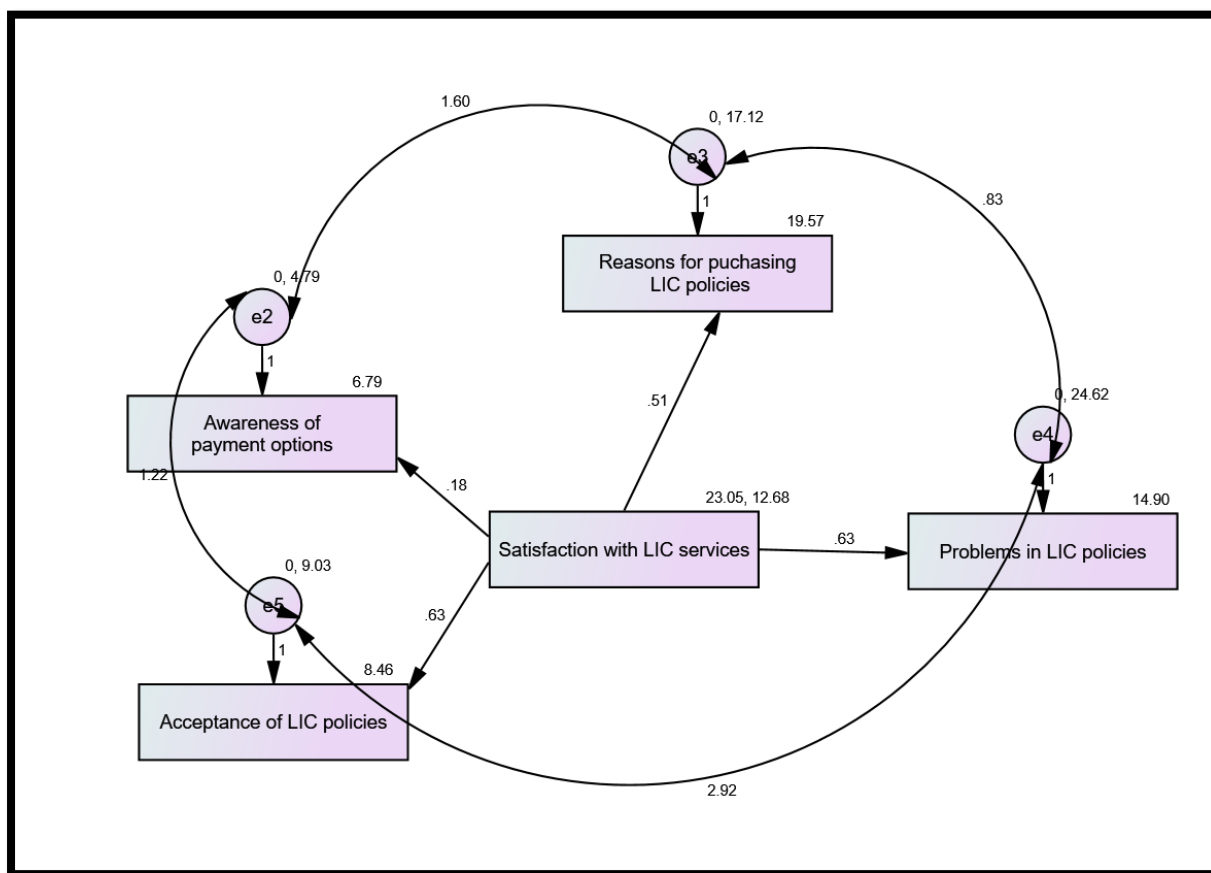 1.60
0, 17.12
e3
1
.83
19.57
Reasons for puchasing
LIC policies
0, 4.79
e2
1
6.79
Awareness of
payment options
.51
0, 24.62
e4
1
1.22
.18
23.05, 12.68
14.90
Satisfaction with LIC services
.63
Problems in LIC policies
0, 9.03
e5
1
.63
8.46
Acceptance of LIC policies
2.92